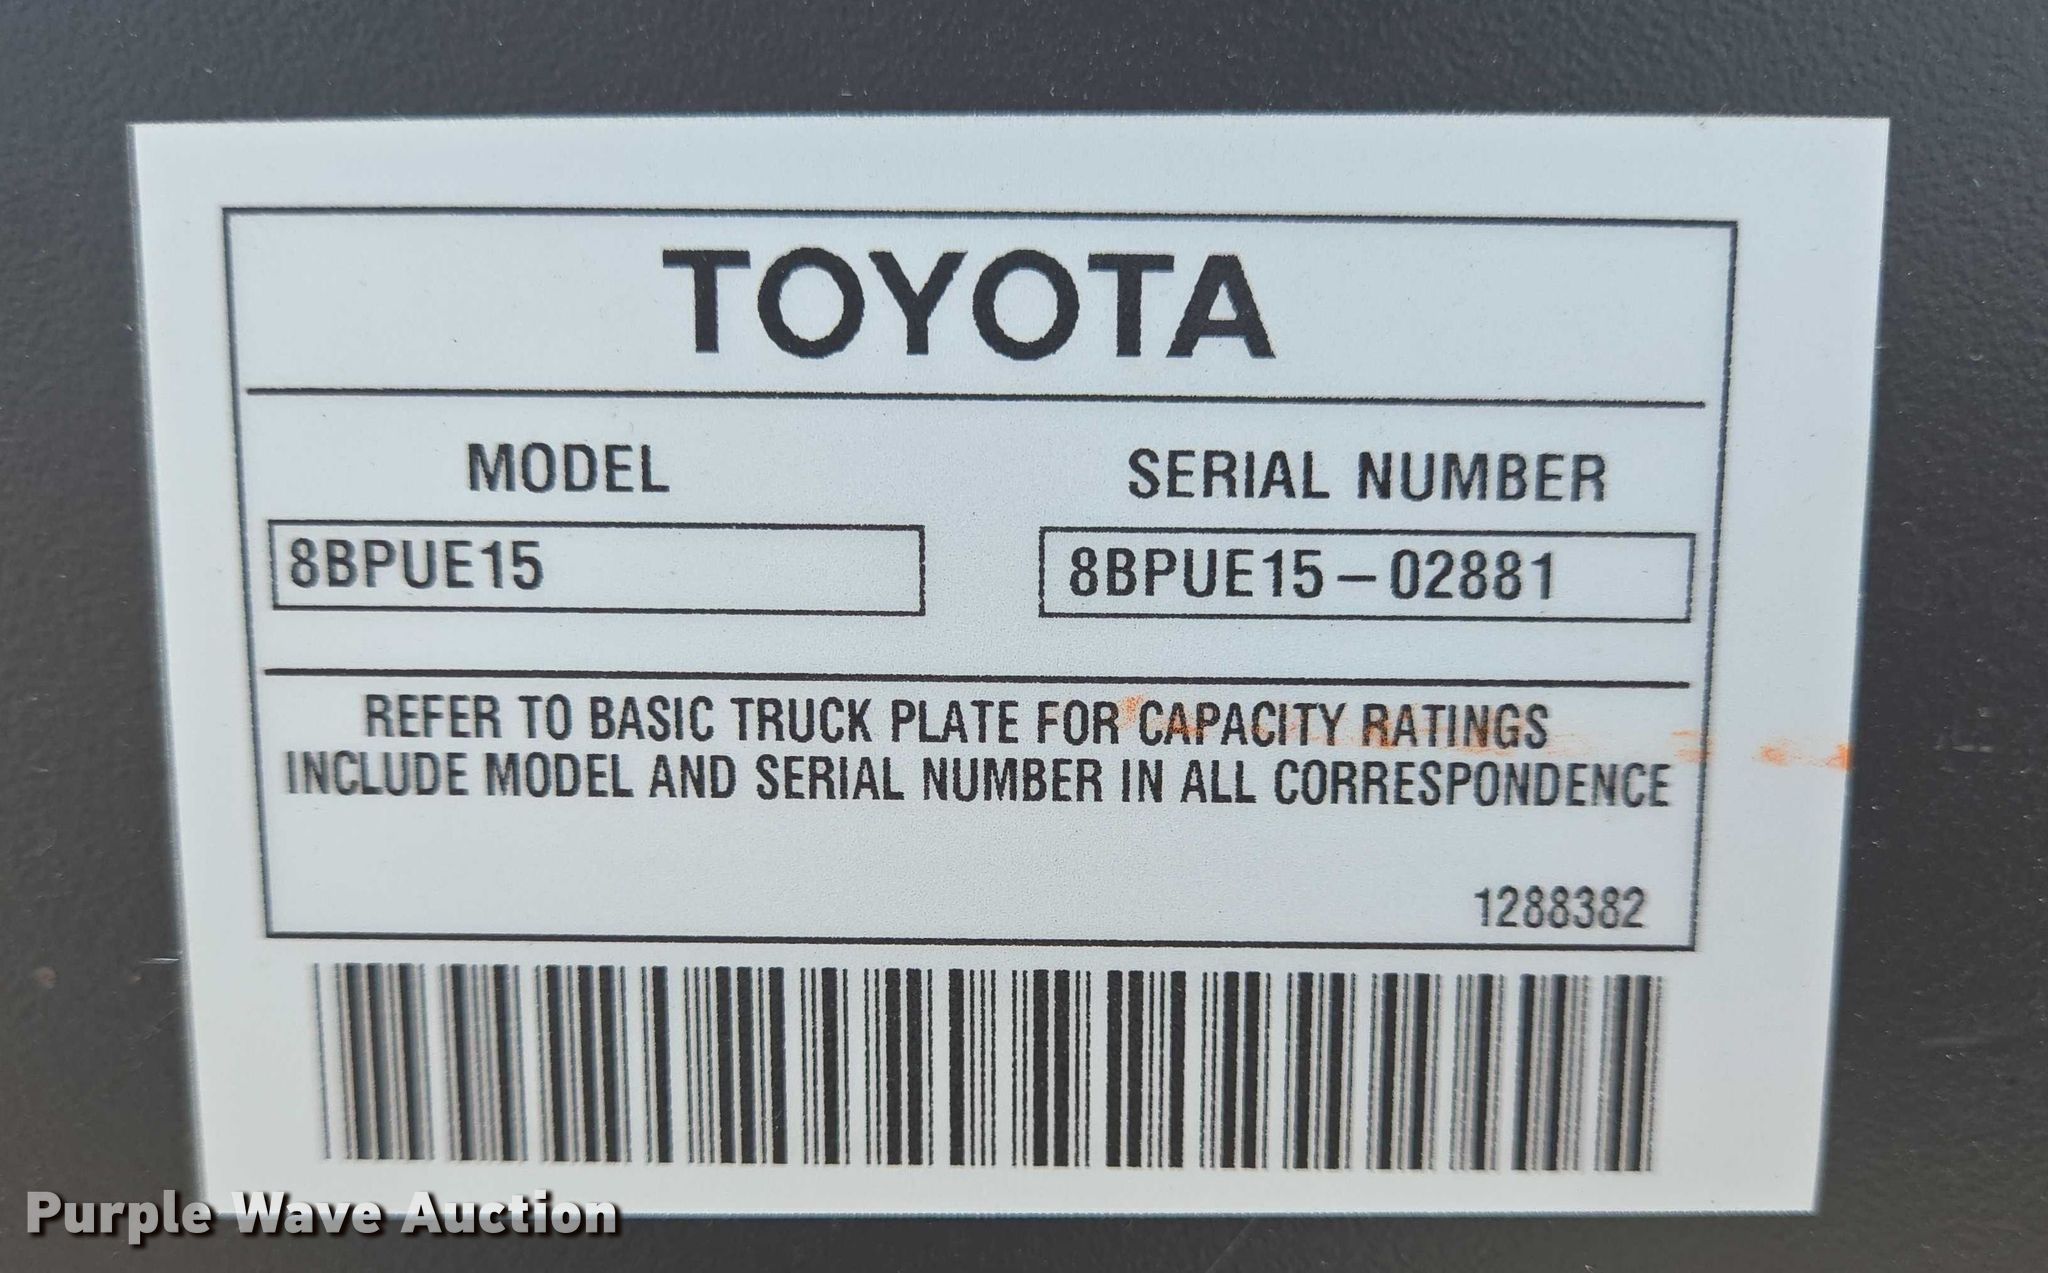 TOYOTA
MODEL
SERIAL NUMBER
8BPUE15
8BPUE15-02881
REFER TO BASIC TRUCK PLATE FOR CAPACITY RATINGS
INCLUDE MODEL AND SERIAL NUMBER IN ALL CORRESPONDENCE
1288382
Purple Wave Auction